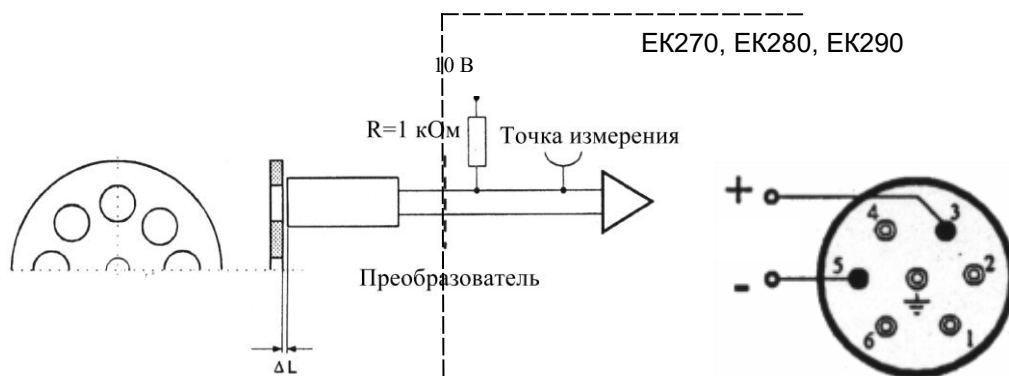 ЕК270, ЕК280, ЕК290
10 В
R=1 кОм
Точка измерения
Преобразователь
ΔL
+
-
4
3
5
2
6
1